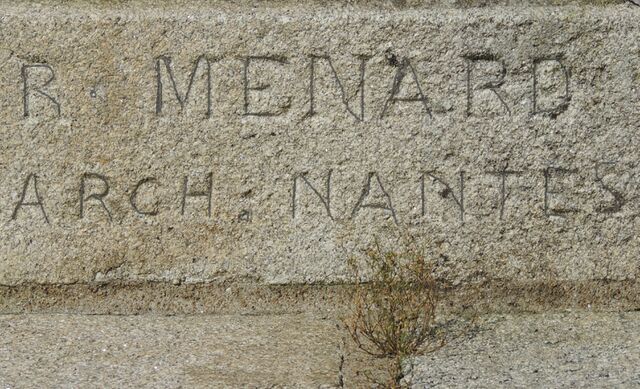 R. MENARD
ARCH: NANTES